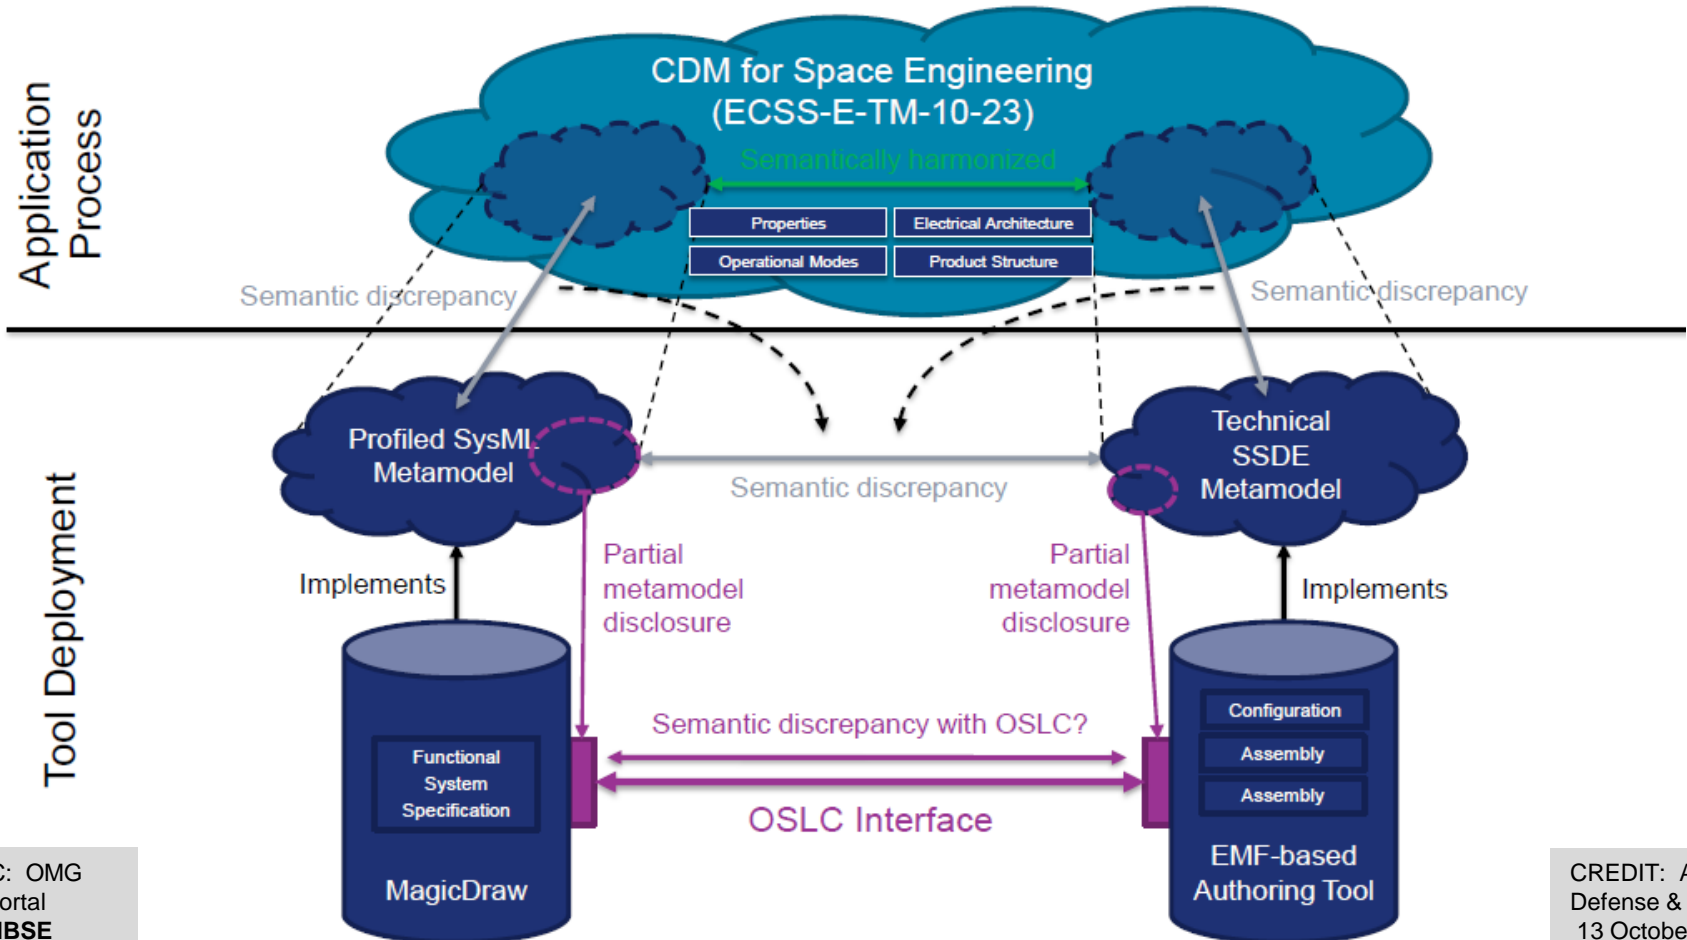 Application
Process
CDM for Space Engineering
(ECSS-E-TM-10-23)
Semantically harmonized
Properties
Electrical Architecture
Operational Modes
Product Structure
Semantic discrepancy
Semantic discrepancy
Tool Deployment
Profiled SysML
Metamodel
Semantic discrepancy
Technical
SSDE
Metamodel
Implements
Partial
metamodel
disclosure
Partial
metamodel
disclosure
Implements
Semantic discrepancy with OSLC?
OSLC Interface
Functional
System
Specification
MagicDraw
Configuration
Assembly
Assembly
EMF-based
Authoring Tool
: OMG
CREDIT:
Defense &
13